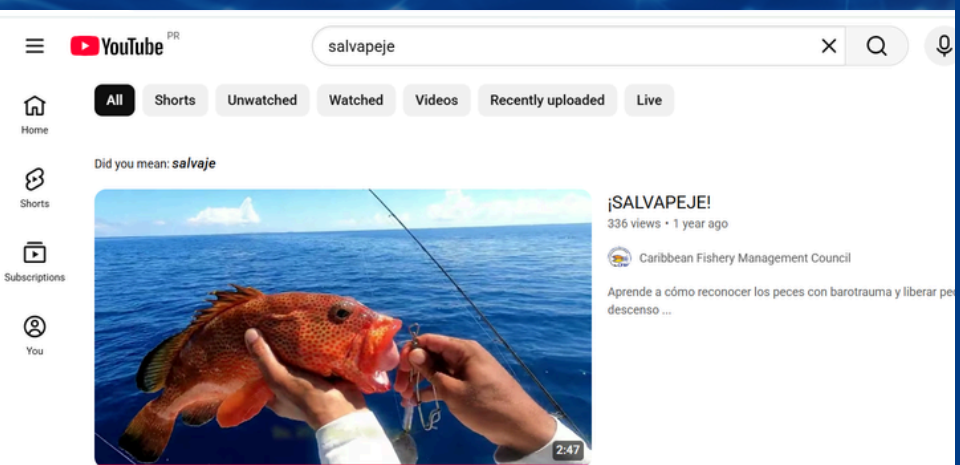 YouTube PR
salvapeje
All Shorts Unwatched Watched Videos Recently uploaded Live
Home
Shorts
Subscriptions
You
Did you mean: salvaje
2:47
¡SALVAPEJE!
336 views • 1 year ago
Caribbean Fishery Management Council
Aprende a cómo reconocer los peces con barotrauma y liberar
descenso ...